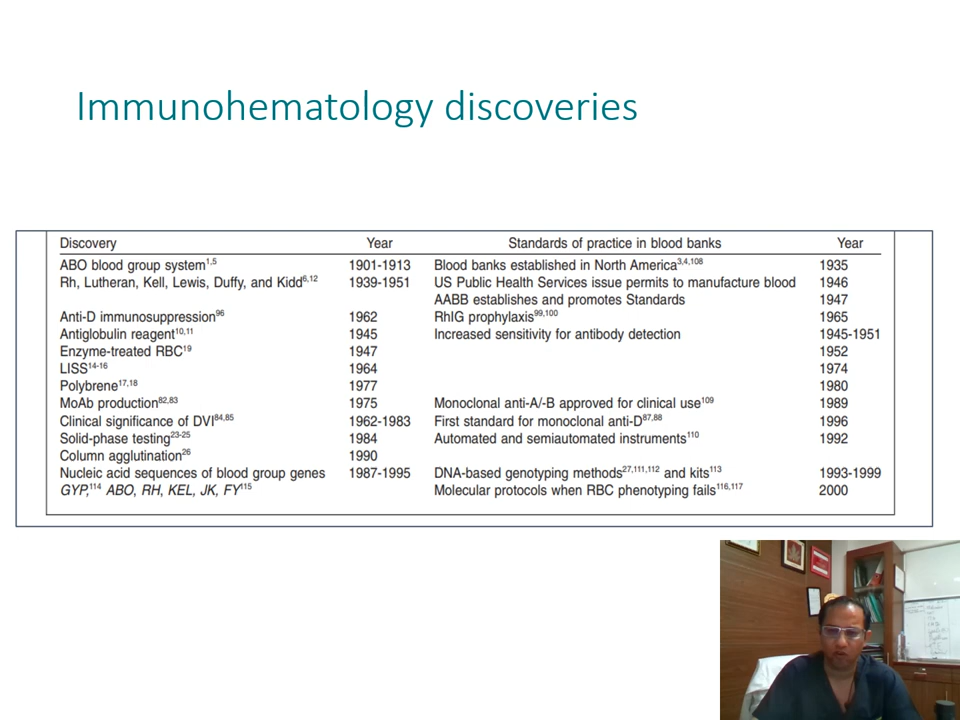 Immunohematology discoveries
Discovery Year Standards of practice in blood banks Year
ABO blood group system1,5 1901-1913 Blood banks established in North America3,4,108 1935
Rh, Lutheran, Kell, Lewis, Duffy, and Kidd6,12 1939-1951 US Public Health Services issue permits to manufacture blood 1946
AABB establishes and promotes Standards 1947
Anti-D immunosuppression96 1962 RhIG prophylaxis99,100 1965
Antiglobulin reagent10,11 1945 Increased sensitivity for antibody detection 1945-1951
Enzyme-treated RBC19 1947 1952
LISS14-16 1964 1974
Polybrene17,18 1977 1980
MoAb production82,83 1975 Monoclonal anti-A/-B approved for clinical use109 1989
Clinical significance of DVI84,85 1962-1983 First standard for monoclonal anti-D87,88 1996
Solid-phase testing23-25 1984 Automated and semiautomated instruments110 1992
Column agglutination26 1990
Nucleic acid sequences of blood group genes 1987-1995 DNA-based genotyping methods27,111,112 and kits113 1993-1999
GYP,114 ABO, RH, KEL, JK, FY115 Molecular protocols when RBC phenotyping fails116,117 2000